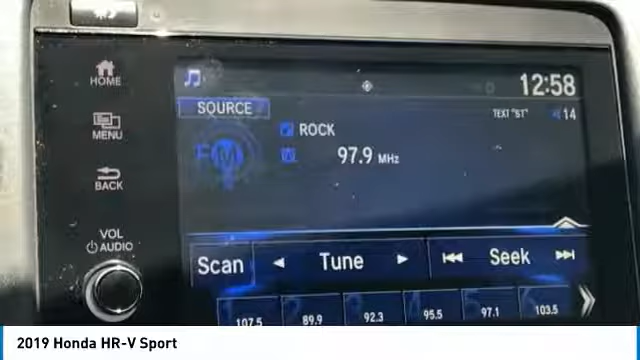 12:58
HOME
SOURCE
TEXT "ST"
14
MENU
ROCK
FM
97.9 MHz
BACK
VOL
AUDIO
Scan
Tune
Seek
107.5
89.9
92.3
95.5
97.1
103.5
2019 Honda HR-V Sport